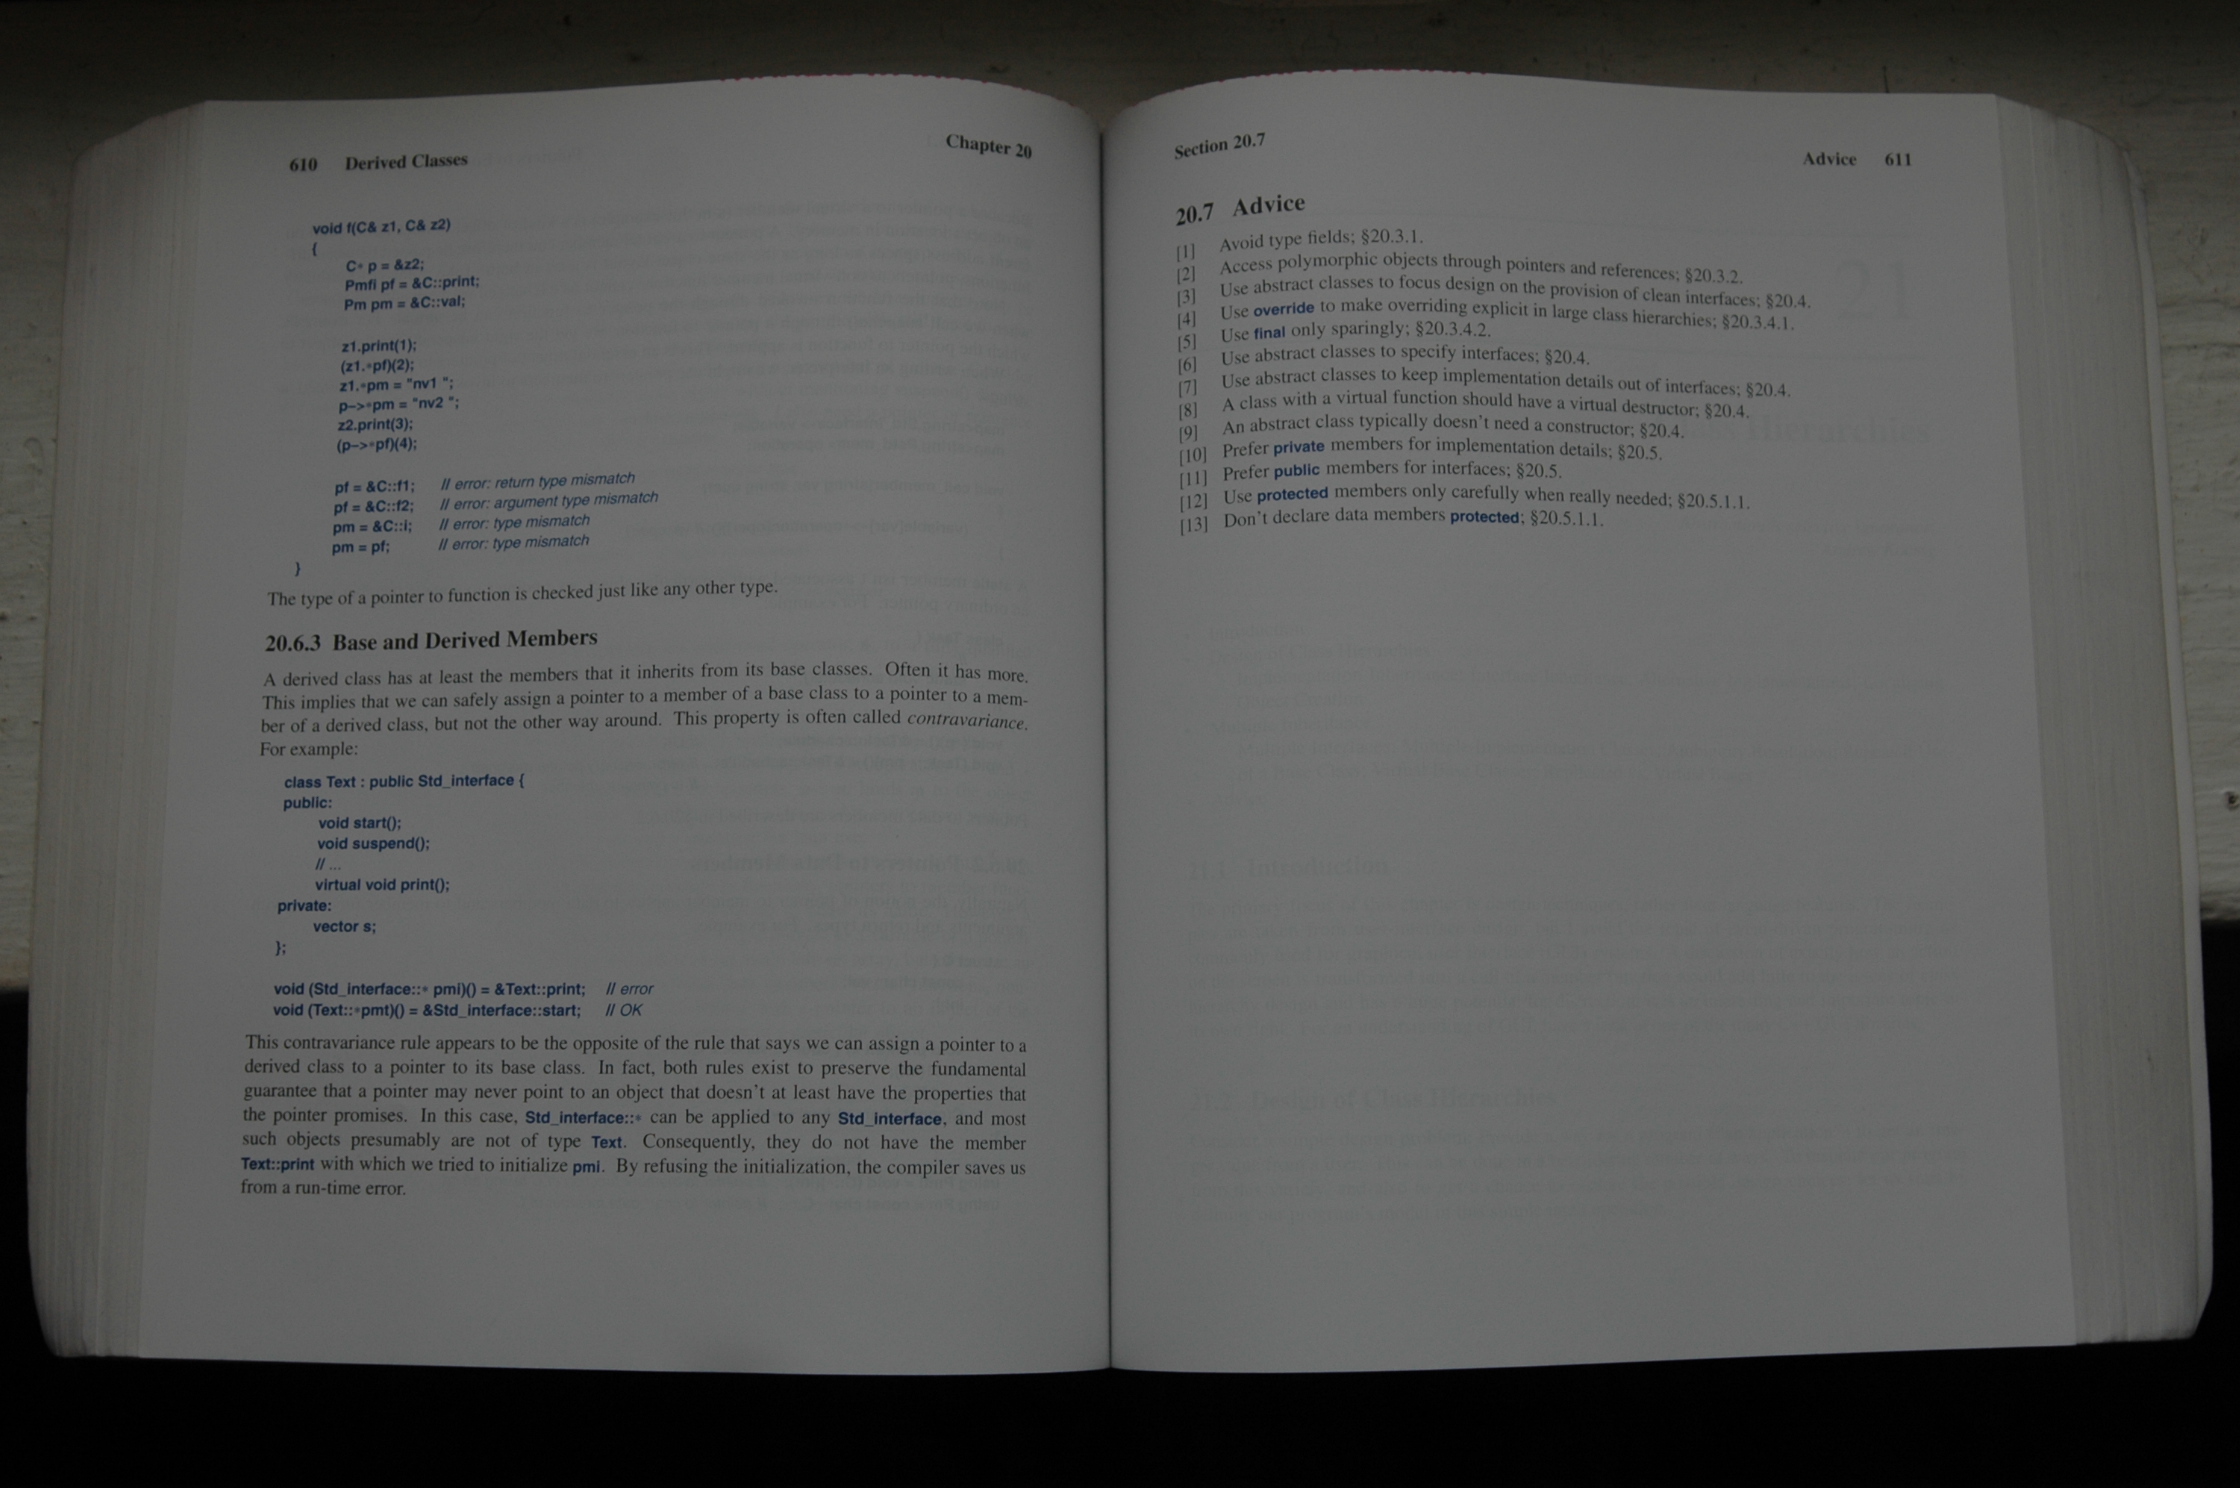 610 Derived Classes Chapter 20
void f(C& z1, C& z2)
{
C* p = &z2;
Pmfi pf = &C::print;
Pm pm = &C::val;
z1.print(1);
(z1.*pf)(2);
z1.*pm = "nv1 ";
p->*pm = "nv2 ";
z2.print(3);
(p->*pf)(4);
pf = &C::f1; // error: return type mismatch
pf = &C::f2; // error: argument type mismatch
pm = &C::i; // error: type mismatch
pm = pf; // error: type mismatch
}
The type of a pointer to function is checked just like any other type.
20.6.3 Base and Derived Members
A derived class has at least the members that it inherits from its base classes. Often it has more.
This implies that we can safely assign a pointer to a member of a base class to a pointer to a mem-
ber of a derived class, but not the other way around. This property is often called contravariance.
For example:
class Text : public Std_interface {
public:
void start();
void suspend();
// ...
virtual void print();
private:
vector s;
};
void (Std_interface::* pmi)() = &Text::print; // error
void (Text::*pmt)() = &Std_interface::start; // OK
This contravariance rule appears to be the opposite of the rule that says we can assign a pointer to a
derived class to a pointer to its base class. In fact, both rules exist to preserve the fundamental
guarantee that a pointer may never point to an object that doesn't at least have the properties that
the pointer promises. In this case, Std_interface::* can be applied to any Std_interface, and most
such objects presumably are not of type Text. Consequently, they do not have the member
Text::print with which we tried to initialize pmi. By refusing the initialization, the compiler saves us
from a run-time error.
Section 20.7 Advice 611
20.7 Advice
[1] Avoid type fields; §20.3.1.
[2] Access polymorphic objects through pointers and references; §20.3.2.
[3] Use abstract classes to focus design on the provision of clean interfaces; §20.4.
[4] Use override to make overriding explicit in large class hierarchies; §20.3.4.1.
[5] Use final only sparingly; §20.3.4.2.
[6] Use abstract classes to specify interfaces; §20.4.
[7] Use abstract classes to keep implementation details out of interfaces; §20.4.
[8] A class with a virtual function should have a virtual destructor; §20.4.
[9] An abstract class typically doesn't need a constructor; §20.4.
[10] Prefer private members for implementation details; §20.5.
[11] Prefer public members for interfaces; §20.5.
[12] Use protected members only carefully when really needed; §20.5.1.1.
[13] Don't declare data members protected; §20.5.1.1.